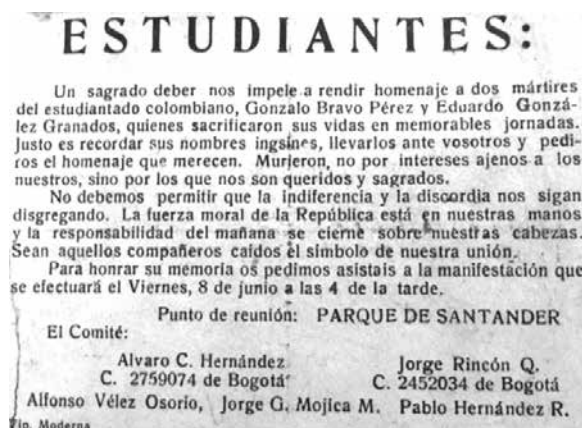 ESTUDIANTES:
Un sagrado deber nos impele a rendir homenaje a dos mártires
del estudiantado colombiano, Gonzalo Bravo Pérez y Eduardo Gonzá-
lez Granados, quienes sacrificaron sus vidas en memorables jornadas.
Justo es recordar sus nombres ingsines, llevarlos ante vosotros y pedi-
ros el homenaje que merecen. Murieron, no por intereses ajenos a los
nuestros, sino por los que nos son queridos y sagrados.
No debemos permitir que la indiferencia y la discordia nos sigan
disgregando. La fuerza moral de la República está en nuestras manos
y la responsabilidad del mañana se cierne sobre nuestras cabezas.
Sean aquellos compañeros caídos el símbolo de nuestra unión.
Para honrar su memoria os pedimos asistais a la manifestación que
se efectuará el Viernes, 8 de junio a las 4 de la tarde.
Punto de reunión: PARQUE DE SANTANDER
El Comité:
Alvaro C. Hernández Jorge Rincón Q.
C. 2759074 de Bogotá C. 2452034 de Bogotá
Alfonso Vélez Osorio, Jorge G. Mojica M. Pablo Hernández R.
Tip. Moderna